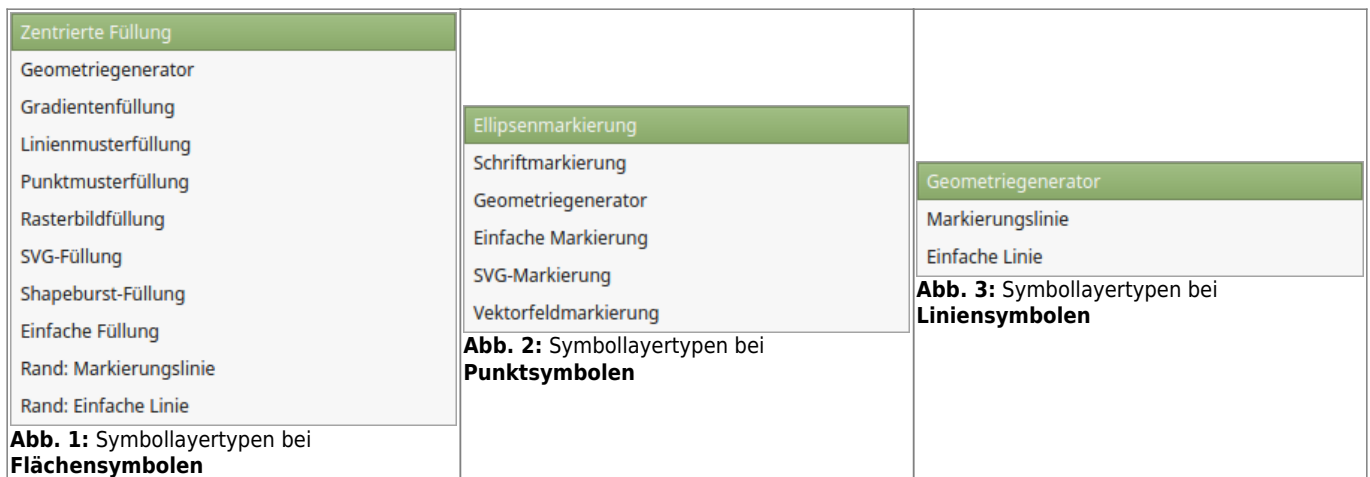 Zentrierte Füllung
Geometriegenerator
Gradientenfüllung
Linienmusterfüllung
Punktmusterfüllung
Rasterbildfüllung
SVG-Füllung
Shapeburst-Füllung
Einfache Füllung
Rand: Markierungslinie
Rand: Einfache Linie
Abb. 1: Symbollayertypen bei
Flächensymbolen
Ellipsenmarkierung
Schriftmarkierung
Geometriegenerator
Einfache Markierung
SVG-Markierung
Vektorfeldmarkierung
Abb. 2: Symbollayertypen bei
Punktsymbolen
Geometriegenerator
Markierungslinie
Einfache Linie
Abb. 3: Symbollayertypen bei
Liniensymbolen